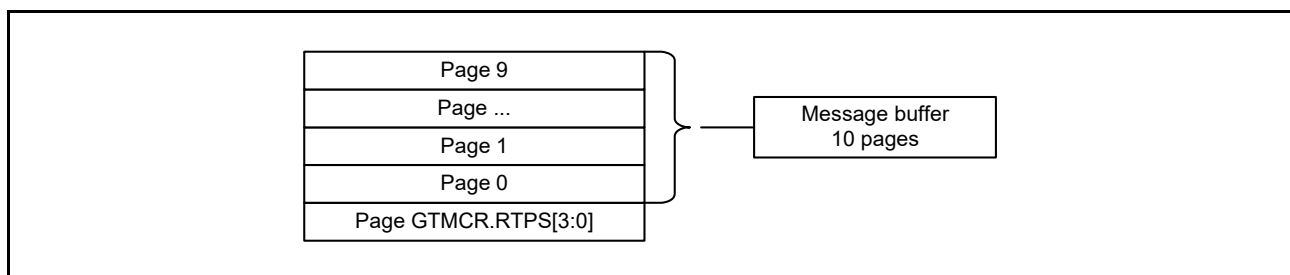 Page 9
Page ...
Page 1
Page 0
Page GTMCR.RTPS[3:0]
Message buffer
10 pages